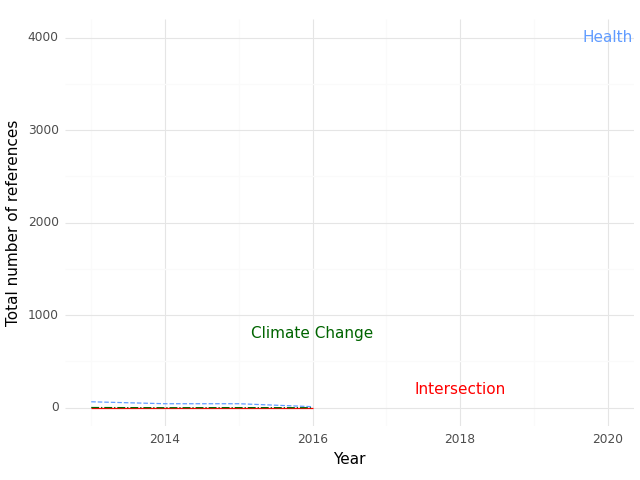 4000
Health
3000
2000
1000
Climate Change
Intersection
0
2014
2016
2018
2020
Year
Total number of references